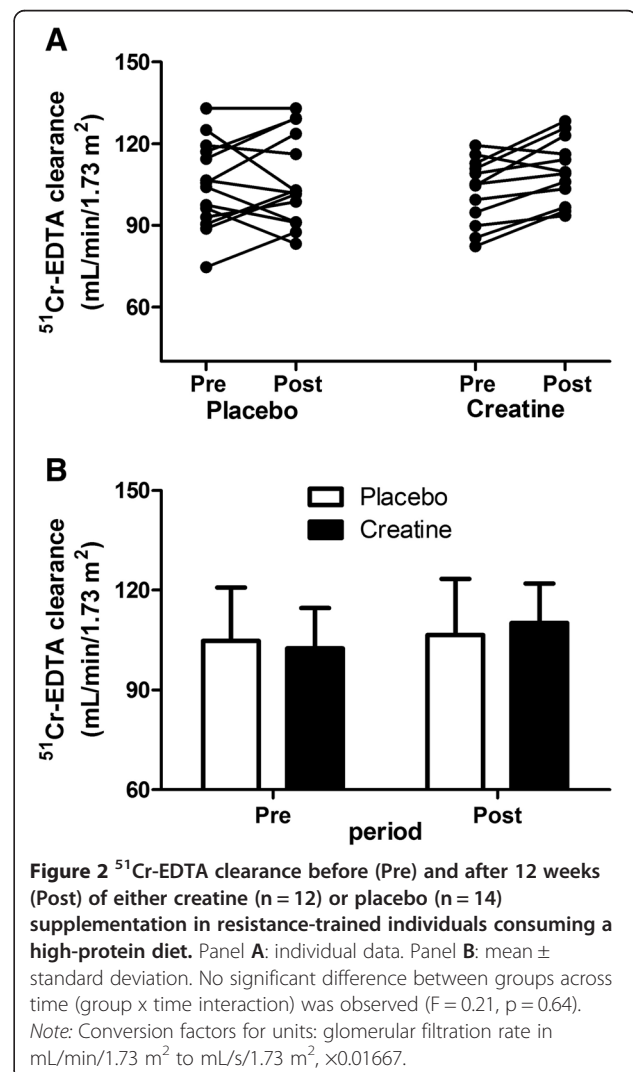 A
150
120
90
60
⁵¹Cr-EDTA clearance
(mL/min/1.73 m²)
Pre Post Pre Post
Placebo Creatine
B
150
120
90
60
⁵¹Cr-EDTA clearance
(mL/min/1.73 m²)
Placebo
Creatine
Pre Post
period
Figure 2 ⁵¹Cr-EDTA clearance before (Pre) and after 12 weeks
(Post) of either creatine (n = 12) or placebo (n = 14)
supplementation in resistance-trained individuals consuming a
high-protein diet. Panel A: individual data. Panel B: mean ±
standard deviation. No significant difference between groups across
time (group x time interaction) was observed (F = 0.21, p = 0.64).
Note: Conversion factors for units: glomerular filtration rate in
mL/min/1.73 m² to mL/s/1.73 m², ×0.01667.